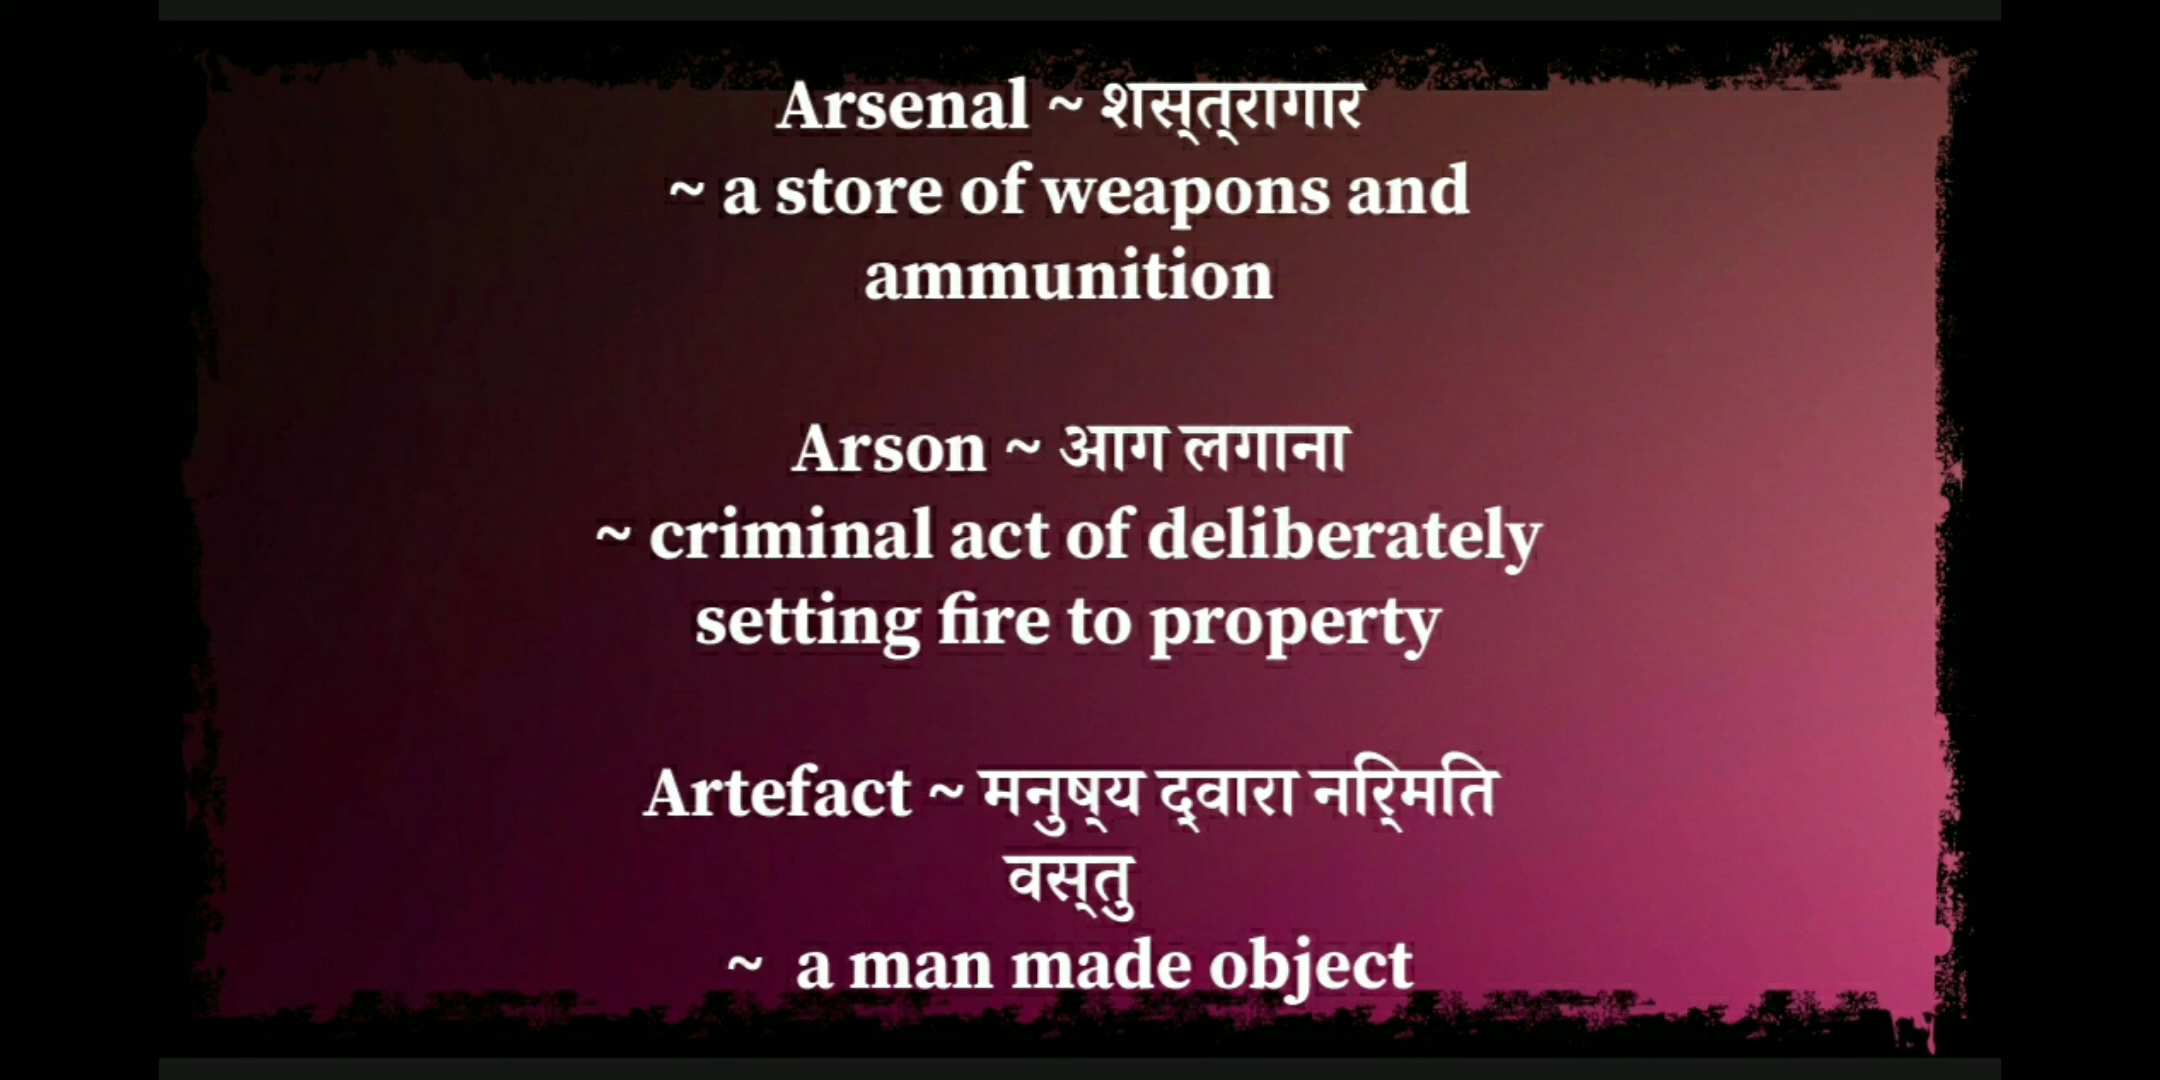 Arsenal ~ शस्त्रागार
~ a store of weapons and
ammunition
Arson ~ आग लगाना
~ criminal act of deliberately
setting fire to property
Artefact ~ मनुष्य द्वारा निर्मित
वस्तु
~ a man made object